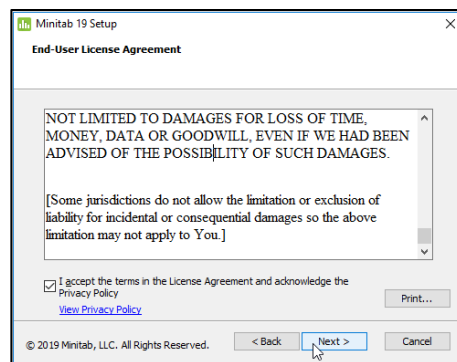 Minitab 19 Setup
End-User License Agreement
NOT LIMITED TO DAMAGES FOR LOSS OF TIME,
MONEY, DATA OR GOODWILL, EVEN IF WE HAD BEEN
ADVISED OF THE POSSIBILITY OF SUCH DAMAGES.
[Some jurisdictions do not allow the limitation or exclusion of
liability for incidental or consequential damages so the above
limitation may not apply to You.]
I accept the terms in the License Agreement and acknowledge the
Privacy Policy
View Privacy Policy
Print...
© 2019 Minitab, LLC. All Rights Reserved.
< Back
Next >
Cancel